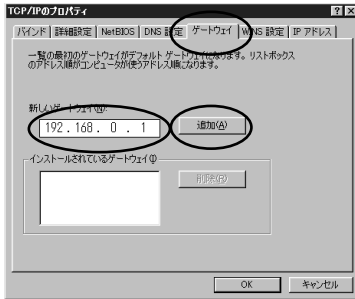 TCP/IPのプロパティ
バインド 詳細設定 NetBIOS DNS 設定 ゲートウェイ WINS 設定 IP アドレス
一覧の最初のゲートウェイがデフォルト ゲートウェイになります。リストボックス
のアドレス順がコンピュータが使うアドレス順になります。
新しいゲートウェイ(W):
192.168. 0 . 1 追加(A)
インストールされているゲートウェイ(I)
削除(R)
OK キャンセル